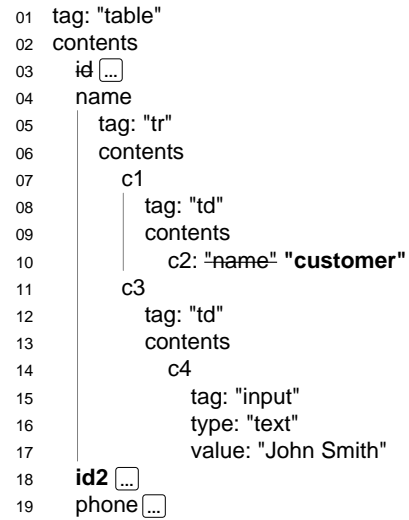 01 tag: "table"
02 contents
03 id ...
04 name
05 tag: "tr"
06 contents
07 c1
08 tag: "td"
09 contents
10 c2: "name" "customer"
11 c3
12 tag: "td"
13 contents
14 c4
15 tag: "input"
16 type: "text"
17 value: "John Smith"
18 id2 ...
19 phone ...